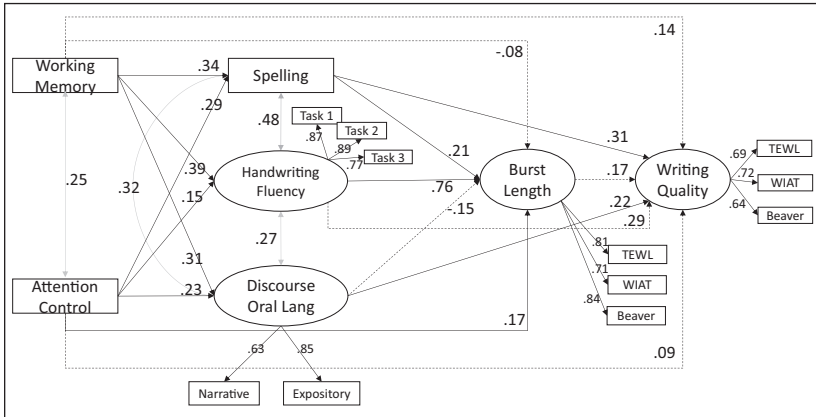 .14
-.08
Working
Memory
.34
Spelling
.29
Task 1
.48
.87
Task 2
.89
Task 3
.77
.21
.31
TEWL
.69
Burst
Length
Writing
Quality
.72
WIAT
.64
Beaver
.17
.39
Handwriting
Fluency
.76
.25
.32
.15
-.15
.22
.29
.27
.31
.81
TEWL
.71
WIAT
.84
Beaver
Attention
Control
.23
Discourse
Oral Lang
.17
.63
.85
.09
Narrative
Expository